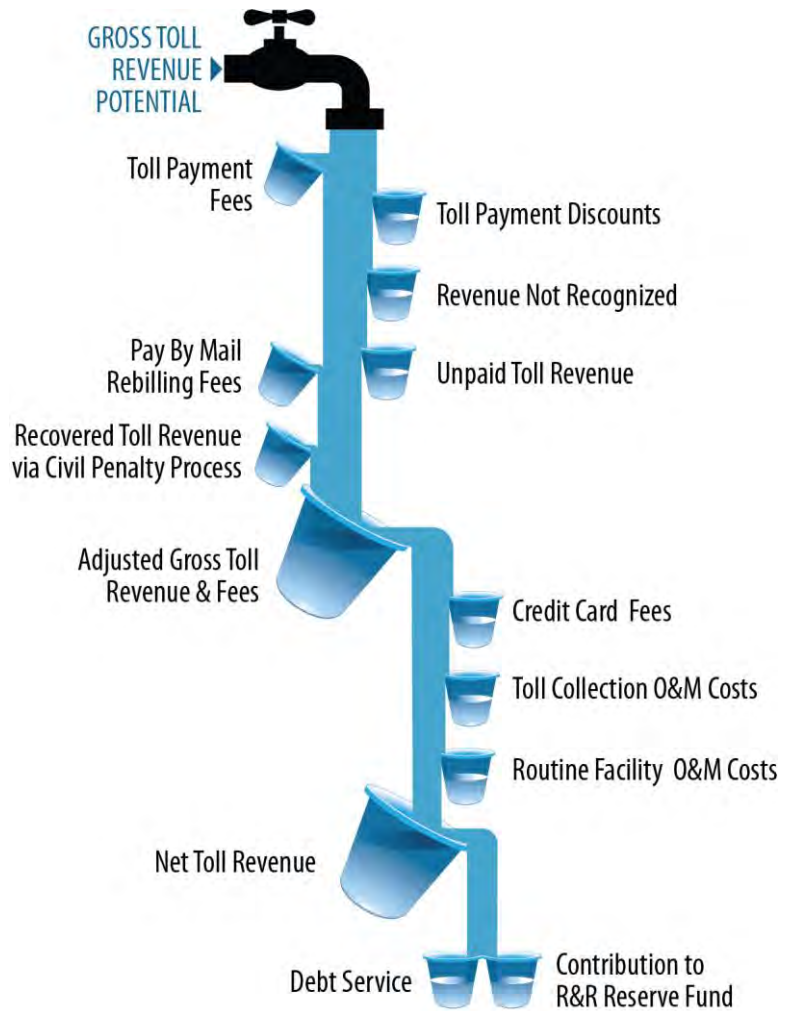 GROSS TOLL
REVENUE
POTENTIAL
Toll Payment
Fees
Toll Payment Discounts
Revenue Not Recognized
Pay By Mail
Rebilling Fees
Unpaid Toll Revenue
Recovered Toll Revenue
via Civil Penalty Process
Adjusted Gross Toll
Revenue & Fees
Credit Card Fees
Toll Collection O&M Costs
Routine Facility O&M Costs
Net Toll Revenue
Debt Service
Contribution to
R&R Reserve Fund